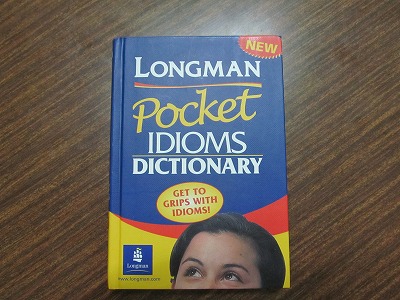 NEW
LONGMAN
Pocket
IDIOMS
DICTIONARY
GET TO
GRIPS WITH
IDIOMS!
Longman
www.longman.com